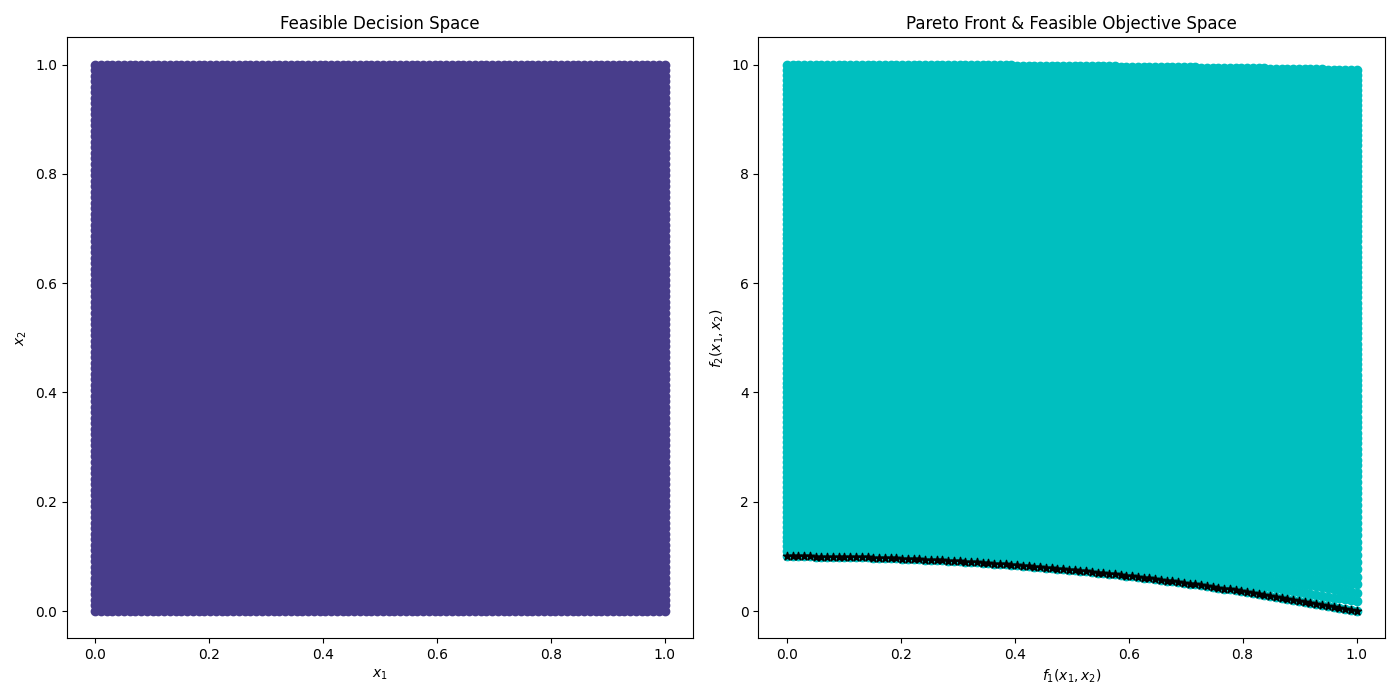 Feasible Decision Space
x₂
1.0
0.8
0.6
0.4
0.2
0.0
0.0 0.2 0.4 0.6 0.8 1.0
x₁
Pareto Front & Feasible Objective Space
f₂(x₁, x₂)
10
8
6
4
2
0
0.0 0.2 0.4 0.6 0.8 1.0
f₁(x₁, x₂)